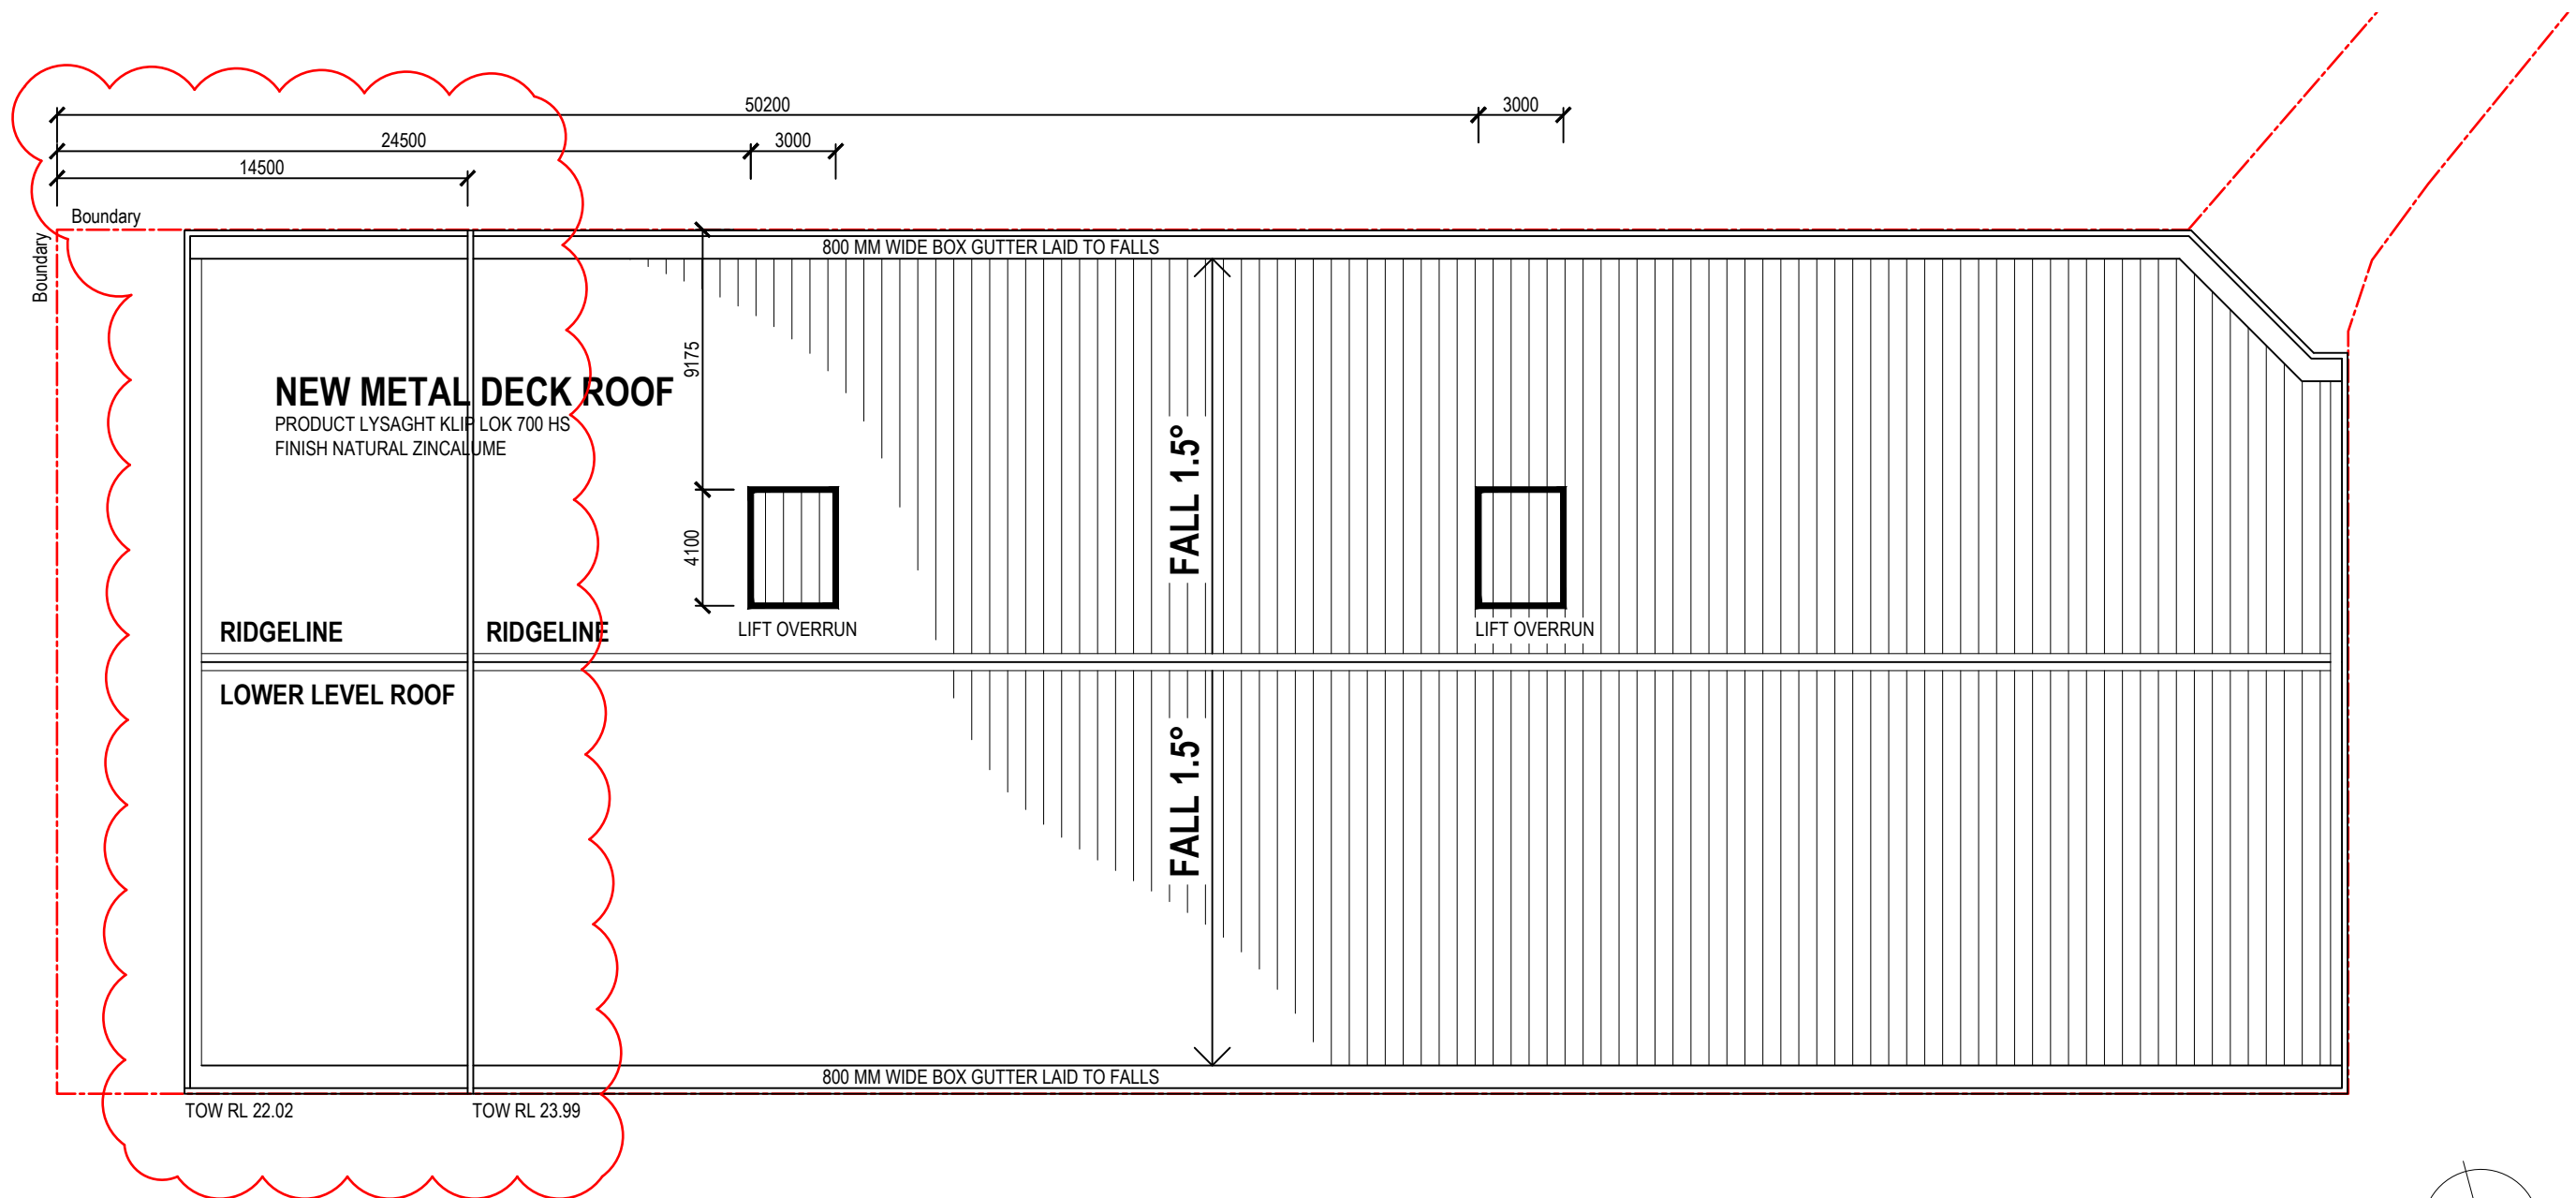 50200
3000
24500
3000
14500
Boundary
Boundary
800 MM WIDE BOX GUTTER LAID TO FALLS
9175
NEW METAL DECK ROOF
PRODUCT LYSAGHT KLIP LOK 700 HS
FINISH NATURAL ZINCALUME
FALL 1.5°
4100
RIDGELINE
RIDGELINE
LIFT OVERRUN
LIFT OVERRUN
LOWER LEVEL ROOF
FALL 1.5°
800 MM WIDE BOX GUTTER LAID TO FALLS
TOW RL 22.02
TOW RL 23.99